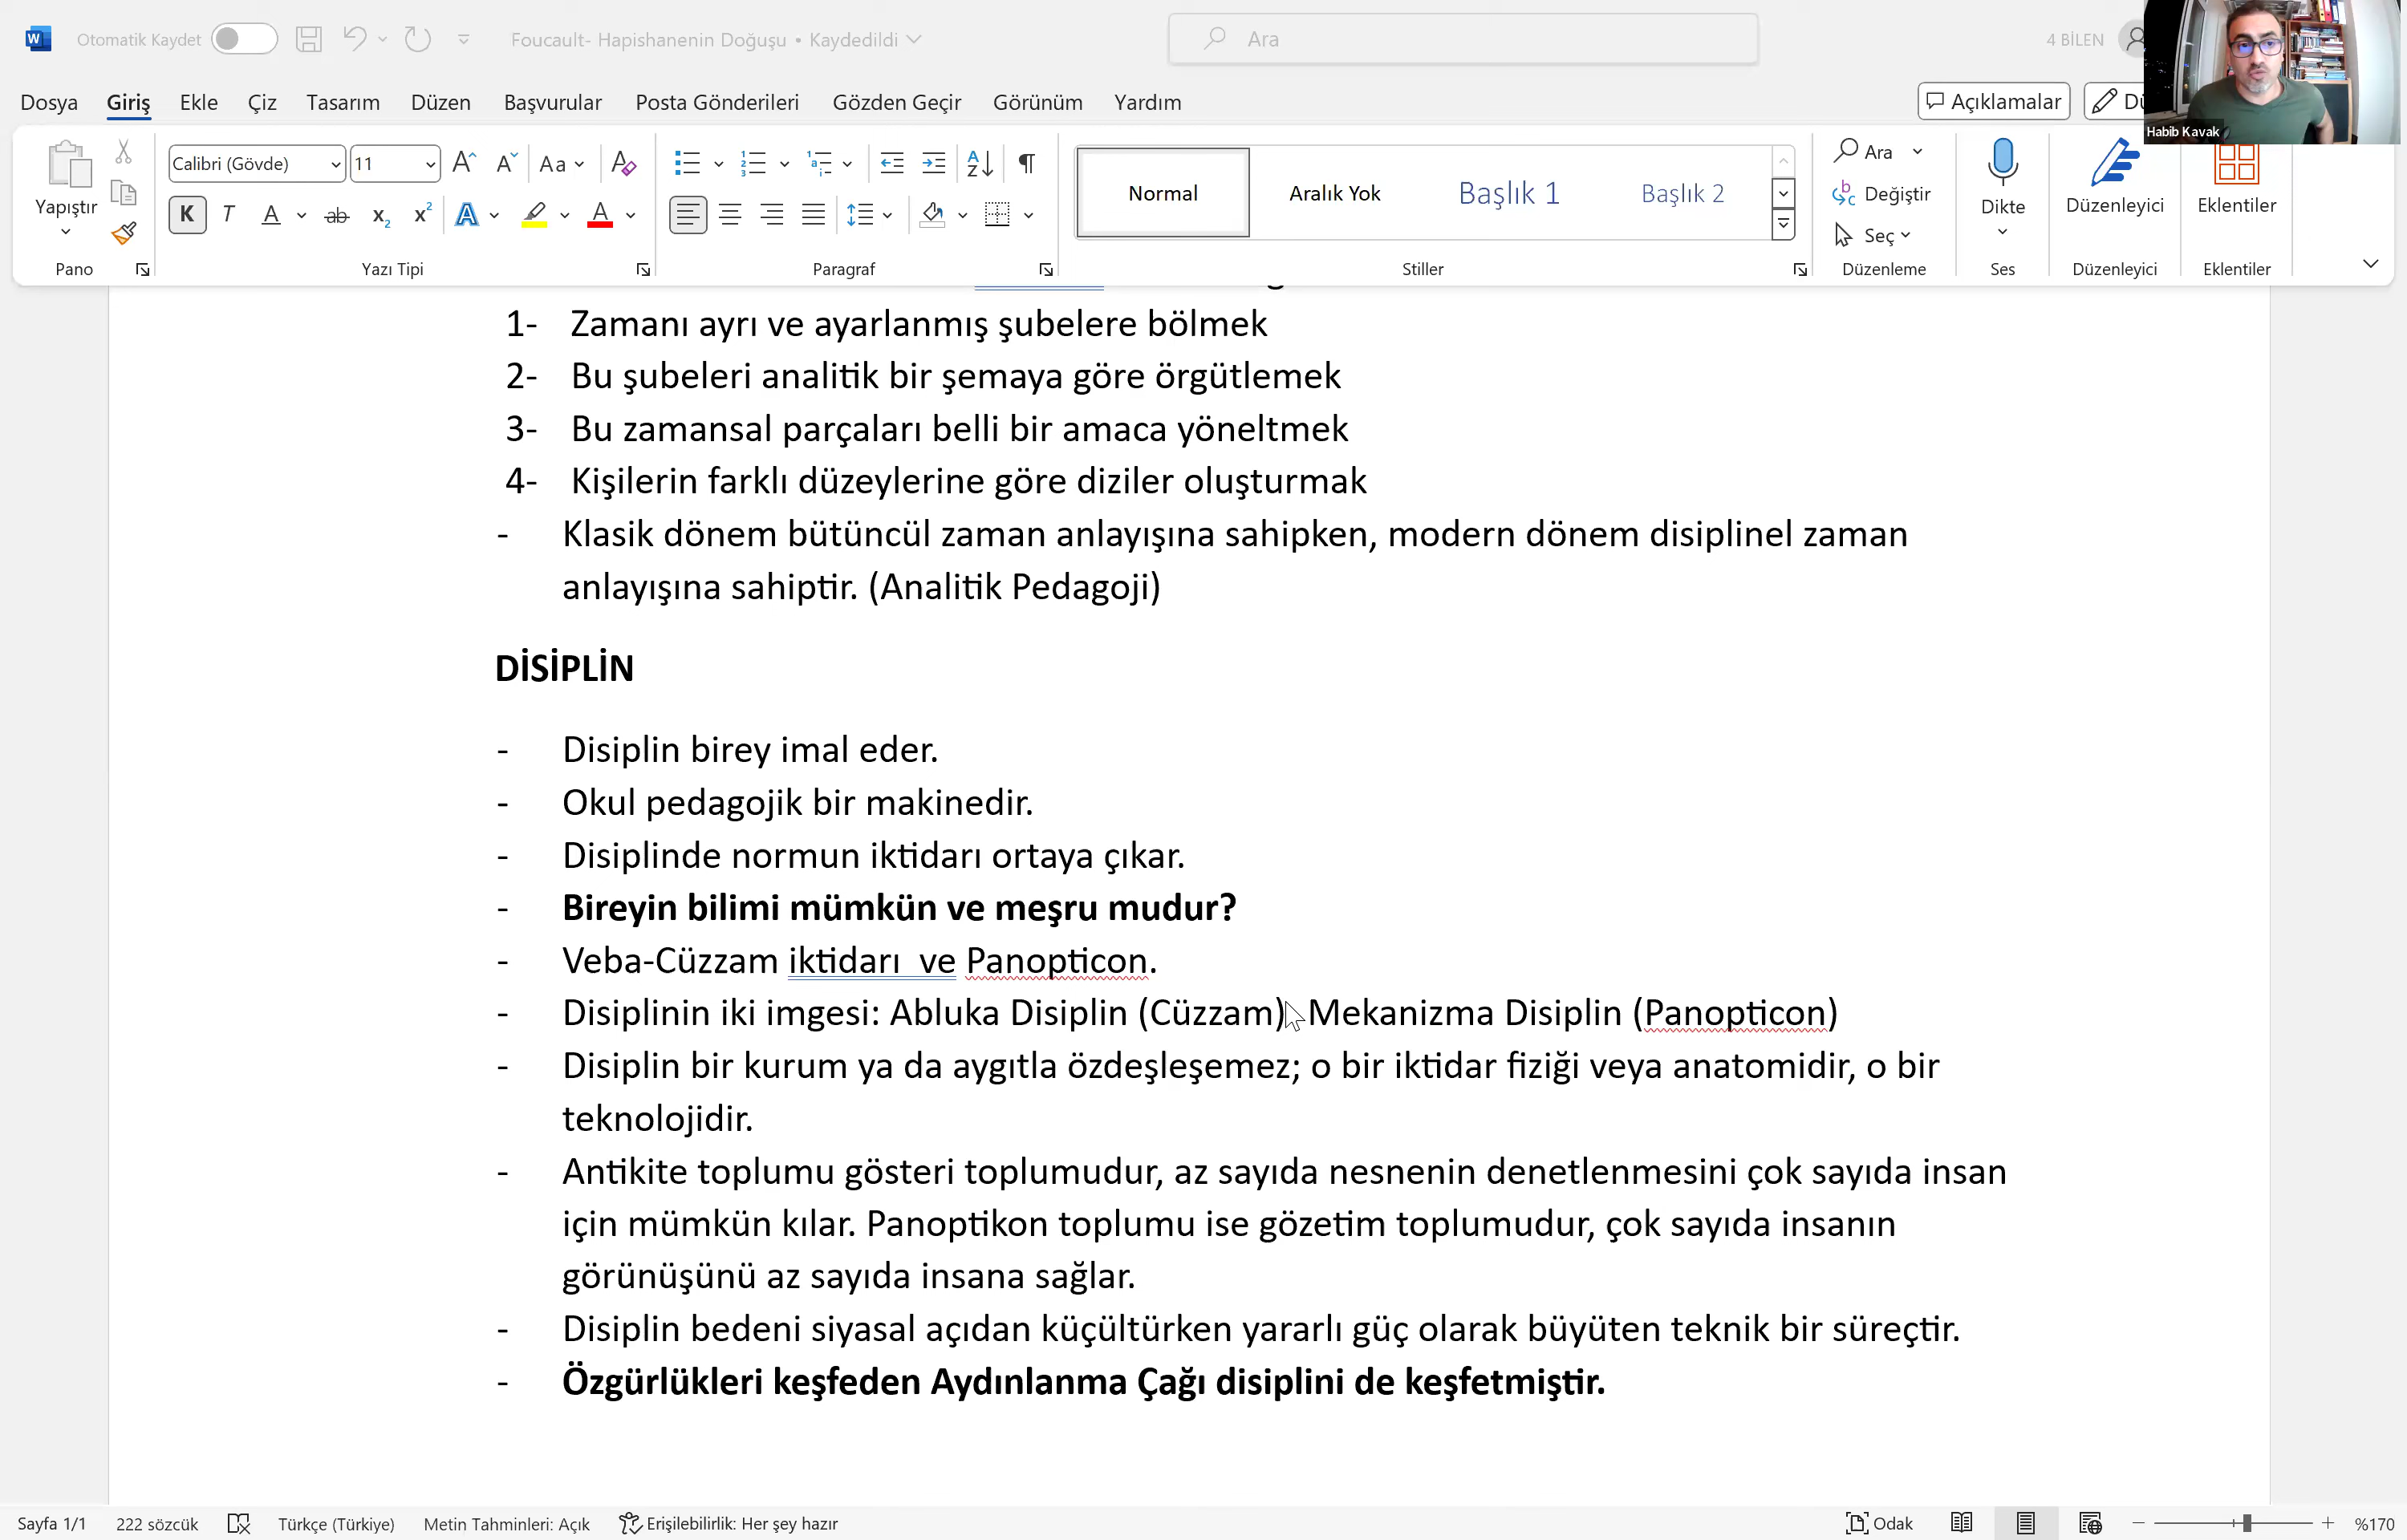 Otomatik Kaydet
Foucault- Hapishanenin Doğuşu • Kaydedildi
Ara
4 BİLEN
Dosya Giriş Ekle Çiz Tasarım Düzen Başvurular Posta Gönderileri Gözden Geçir Görünüm Yardım
Açıklamalar
Habib Kavak
Yapıştır
Calibri (Gövde) 11
Normal
Aralık Yok
Başlık 1
Başlık 2
Ara
Değiştir
Seç
Dikte
Düzenleyici
Eklentiler
Pano
Yazı Tipi
Paragraf
Stiller
Düzenleme
Ses
Düzenleyici
Eklentiler
1- Zamanı ayrı ve ayarlanmış şubelere bölmek
2- Bu şubeleri analitik bir şemaya göre örgütlemek
3- Bu zamansal parçaları belli bir amaca yöneltmek
4- Kişilerin farklı düzeylerine göre diziler oluşturmak
- Klasik dönem bütüncül zaman anlayışına sahipken, modern dönem disiplinel zaman
anlayışına sahiptir. (Analitik Pedagoji)
DİSİPLİN
- Disiplin birey imal eder.
- Okul pedagojik bir makinedir.
- Disiplinde normun iktidarı ortaya çıkar.
- Bireyin bilimi mümkün ve meşru mudur?
- Veba-Cüzzam iktidarı ve Panopticon.
- Disiplinin iki imgesi: Abluka Disiplin (Cüzzam) Mekanizma Disiplin (Panopticon)
- Disiplin bir kurum ya da aygıtla özdeşleşemez; o bir iktidar fiziği veya anatomidir, o bir
teknolojidir.
- Antikite toplumu gösteri toplumudur, az sayıda nesnenin denetlenmesini çok sayıda insan
için mümkün kılar. Panoptikon toplumu ise gözetim toplumudur, çok sayıda insanın
görünüşünü az sayıda insana sağlar.
- Disiplin bedeni siyasal açıdan küçültürken yararlı güç olarak büyüten teknik bir süreçtir.
- Özgürlükleri keşfeden Aydınlanma Çağı disiplini de keşfetmiştir.
Sayfa 1/1 222 sözcük Türkçe (Türkiye) Metin Tahminleri: Açık Erişilebilirlik: Her şey hazır Odak %170